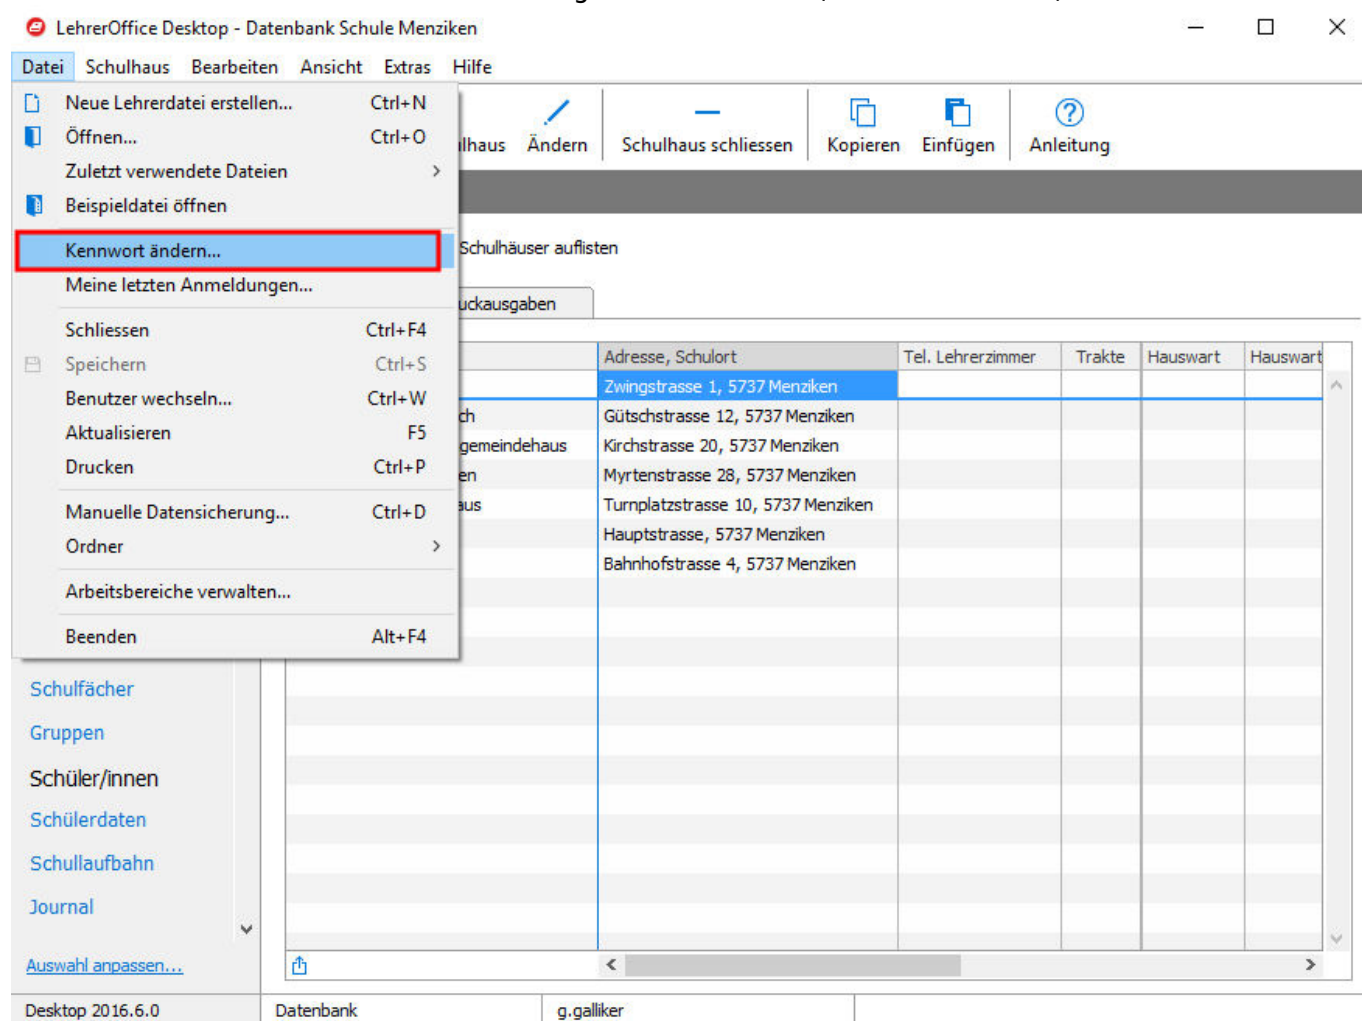 LehrerOffice Desktop - Datenbank Schule Menziken
Datei Schulhaus Bearbeiten Ansicht Extras Hilfe
Neue Lehrerdatei erstellen... Ctrl+N
Öffnen... Ctrl+O
Zuletzt verwendete Dateien
Beispieldatei öffnen
Kennwort ändern...
Meine letzten Anmeldungen...
Schliessen Ctrl+F4
Speichern Ctrl+S
Benutzer wechseln... Ctrl+W
Aktualisieren F5
Drucken Ctrl+P
Manuelle Datensicherung... Ctrl+D
Ordner
Arbeitsbereiche verwalten...
Beenden Alt+F4
lhaus Ändern Schulhaus schliessen Kopieren Einfügen Anleitung
Schulhäuser auflisten
uckausgaben
Adresse, Schulort Tel. Lehrerzimmer Trakte Hauswart Hauswart
Zwingstrasse 1, 5737 Menziken
ch Gütschstrasse 12, 5737 Menziken
gemeindehaus Kirchstrasse 20, 5737 Menziken
en Myrtenstrasse 28, 5737 Menziken
aus Turnplatzstrasse 10, 5737 Menziken
Hauptstrasse, 5737 Menziken
Bahnhofstrasse 4, 5737 Menziken
Schulfächer
Gruppen
Schüler/innen
Schülerdaten
Schullaufbahn
Journal
Auswahl anpassen...
Desktop 2016.6.0 Datenbank g.galliker